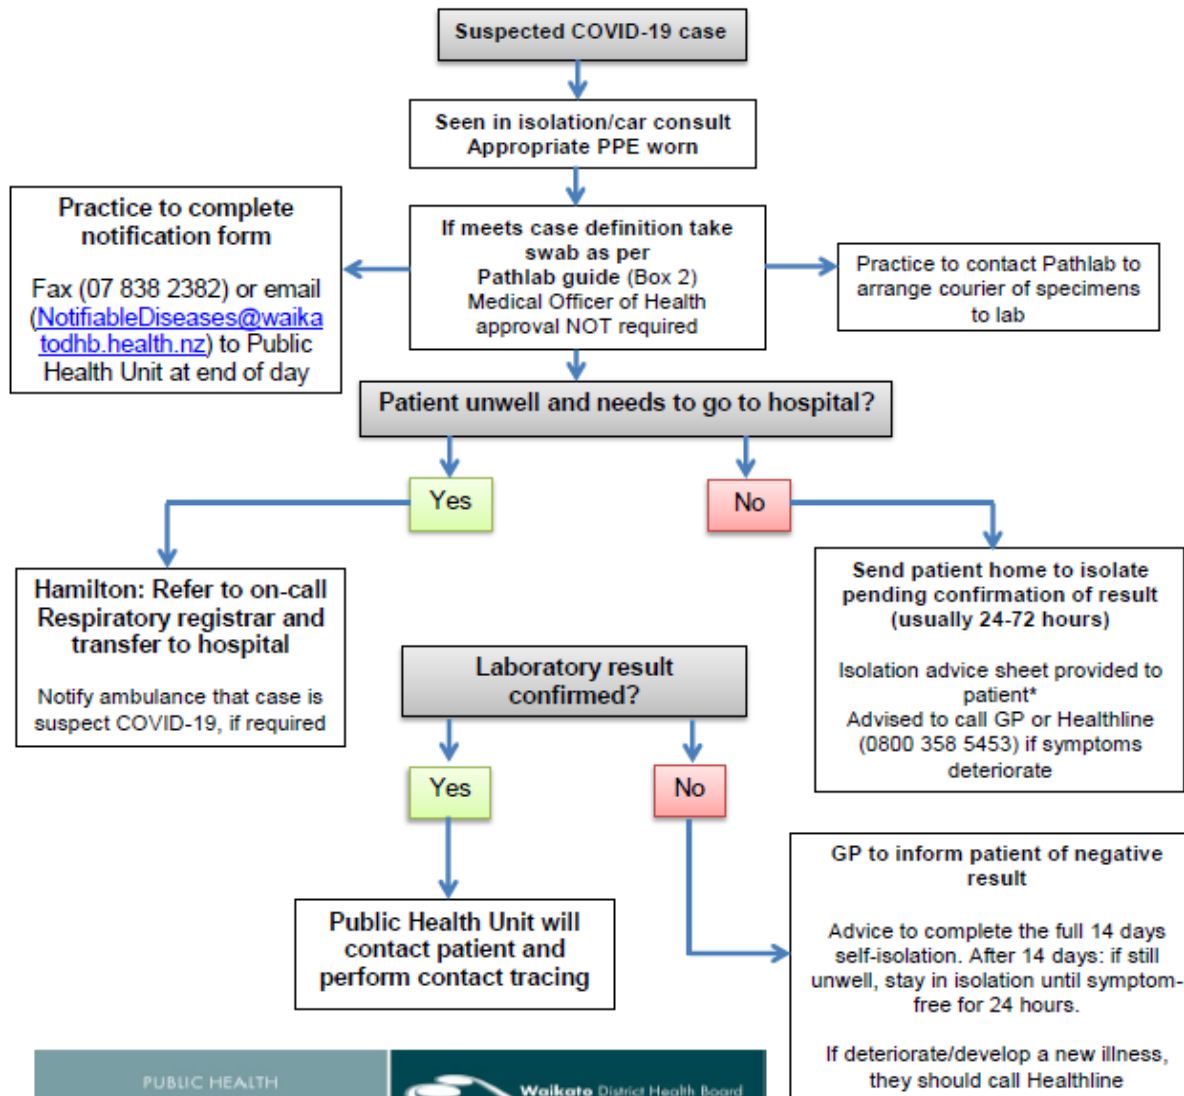 Suspected COVID-19 case
Seen in isolation/car consult
Appropriate PPE worn
Practice to complete
notification form
Fax (07 838 2382) or email
(NotifiableDiseases@waika
todhb.health.nz) to Public
Health Unit at end of day
If meets case definition take
swab as per
Pathlab guide (Box 2)
Medical Officer of Health
approval NOT required
Practice to contact Pathlab to
arrange courier of specimens
to lab
Patient unwell and needs to go to hospital?
Yes
No
Hamilton: Refer to on-call
Respiratory registrar and
transfer to hospital
Notify ambulance that case is
suspect COVID-19, if required
Send patient home to isolate
pending confirmation of result
(usually 24-72 hours)
Isolation advice sheet provided to
patient*
Advised to call GP or Healthline
(0800 358 5453) if symptoms
deteriorate
Laboratory result
confirmed?
Yes
No
Public Health Unit will
contact patient and
perform contact tracing
GP to inform patient of negative
result
Advice to complete the full 14 days
self-isolation. After 14 days: if still
unwell, stay in isolation until symptom-
free for 24 hours.
If deteriorate/develop a new illness,
they should call Healthline
PUBLIC HEALTH
Waikato District Health Board